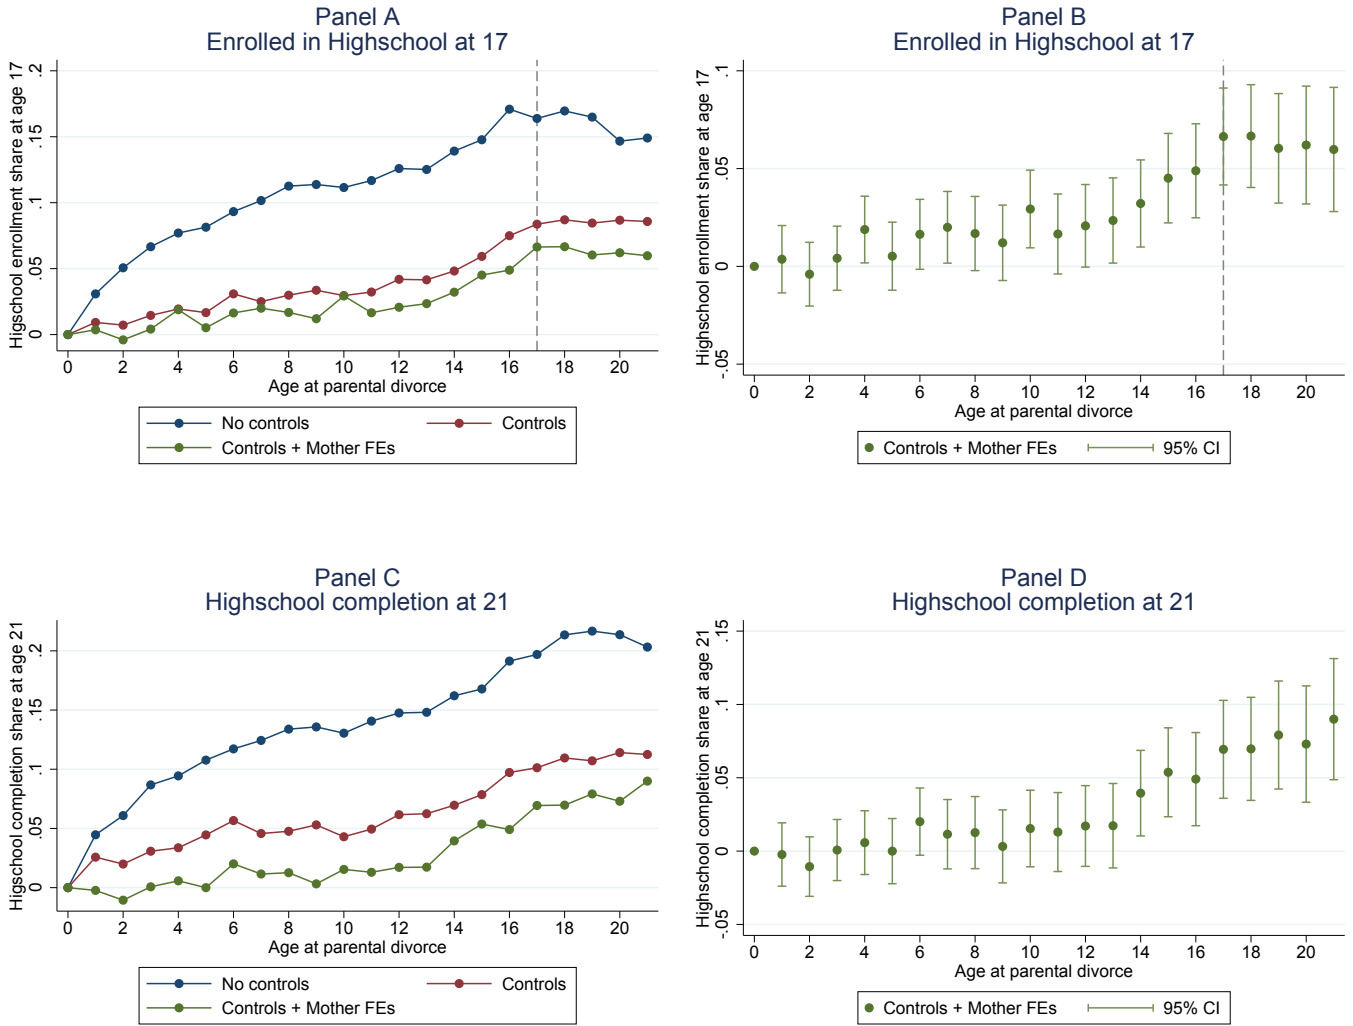 Panel A
Enrolled in Highschool at 17
Higschool enrollment share at age 17
.2
.15
.1
.05
0
0 2 4 6 8 10 12 14 16 18 20
Age at parental divorce
No controls Controls
Controls + Mother FEs
Panel B
Enrolled in Highschool at 17
Highschool enrollment share at age 17
.1
.05
0
-.05
0 2 4 6 8 10 12 14 16 18 20
Age at parental divorce
Controls + Mother FEs 95% CI
Panel C
Highschool completion at 21
Higschool completion share at age 21
.2
.15
.1
.05
0
0 2 4 6 8 10 12 14 16 18 20
Age at parental divorce
No controls Controls
Controls + Mother FEs
Panel D
Highschool completion at 21
Highschool completion share at age 21
.15
.1
.05
0
-.05
0 2 4 6 8 10 12 14 16 18 20
Age at parental divorce
Controls + Mother FEs 95% CI